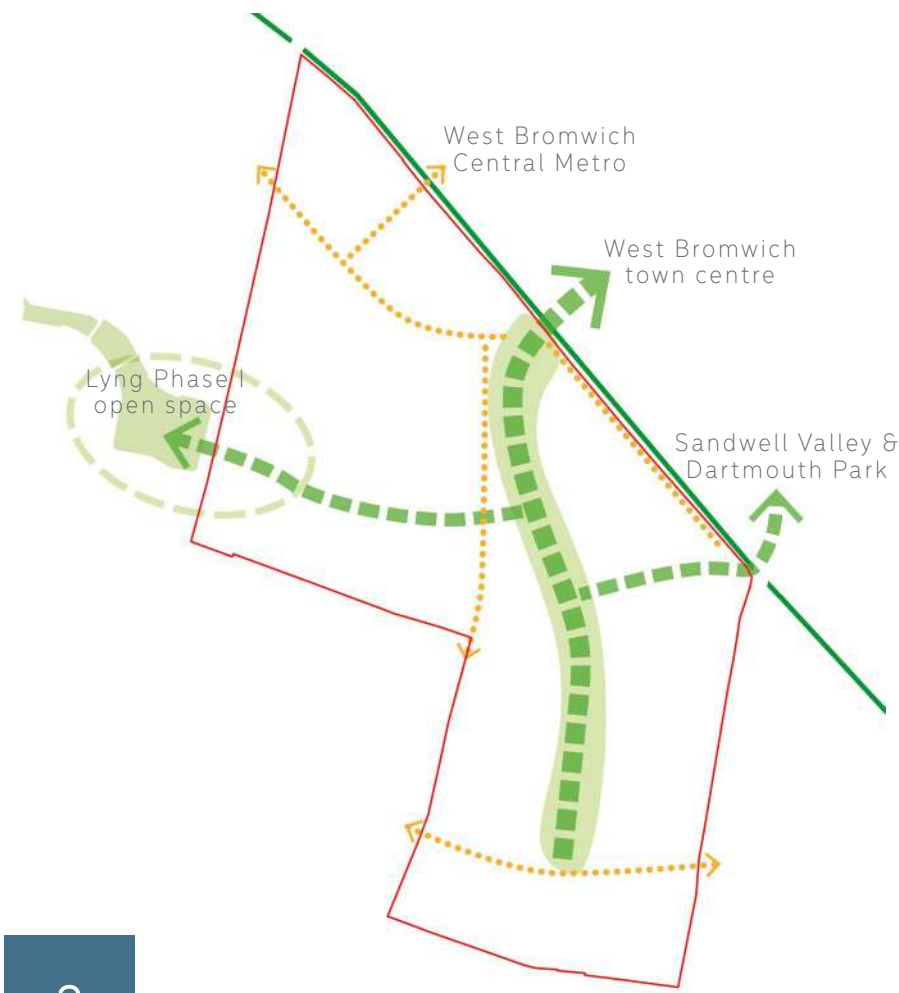 West Bromwich
Central Metro
West Bromwich
town centre
Lyng Phase I
open space
Sandwell Valley &
Dartmouth Park